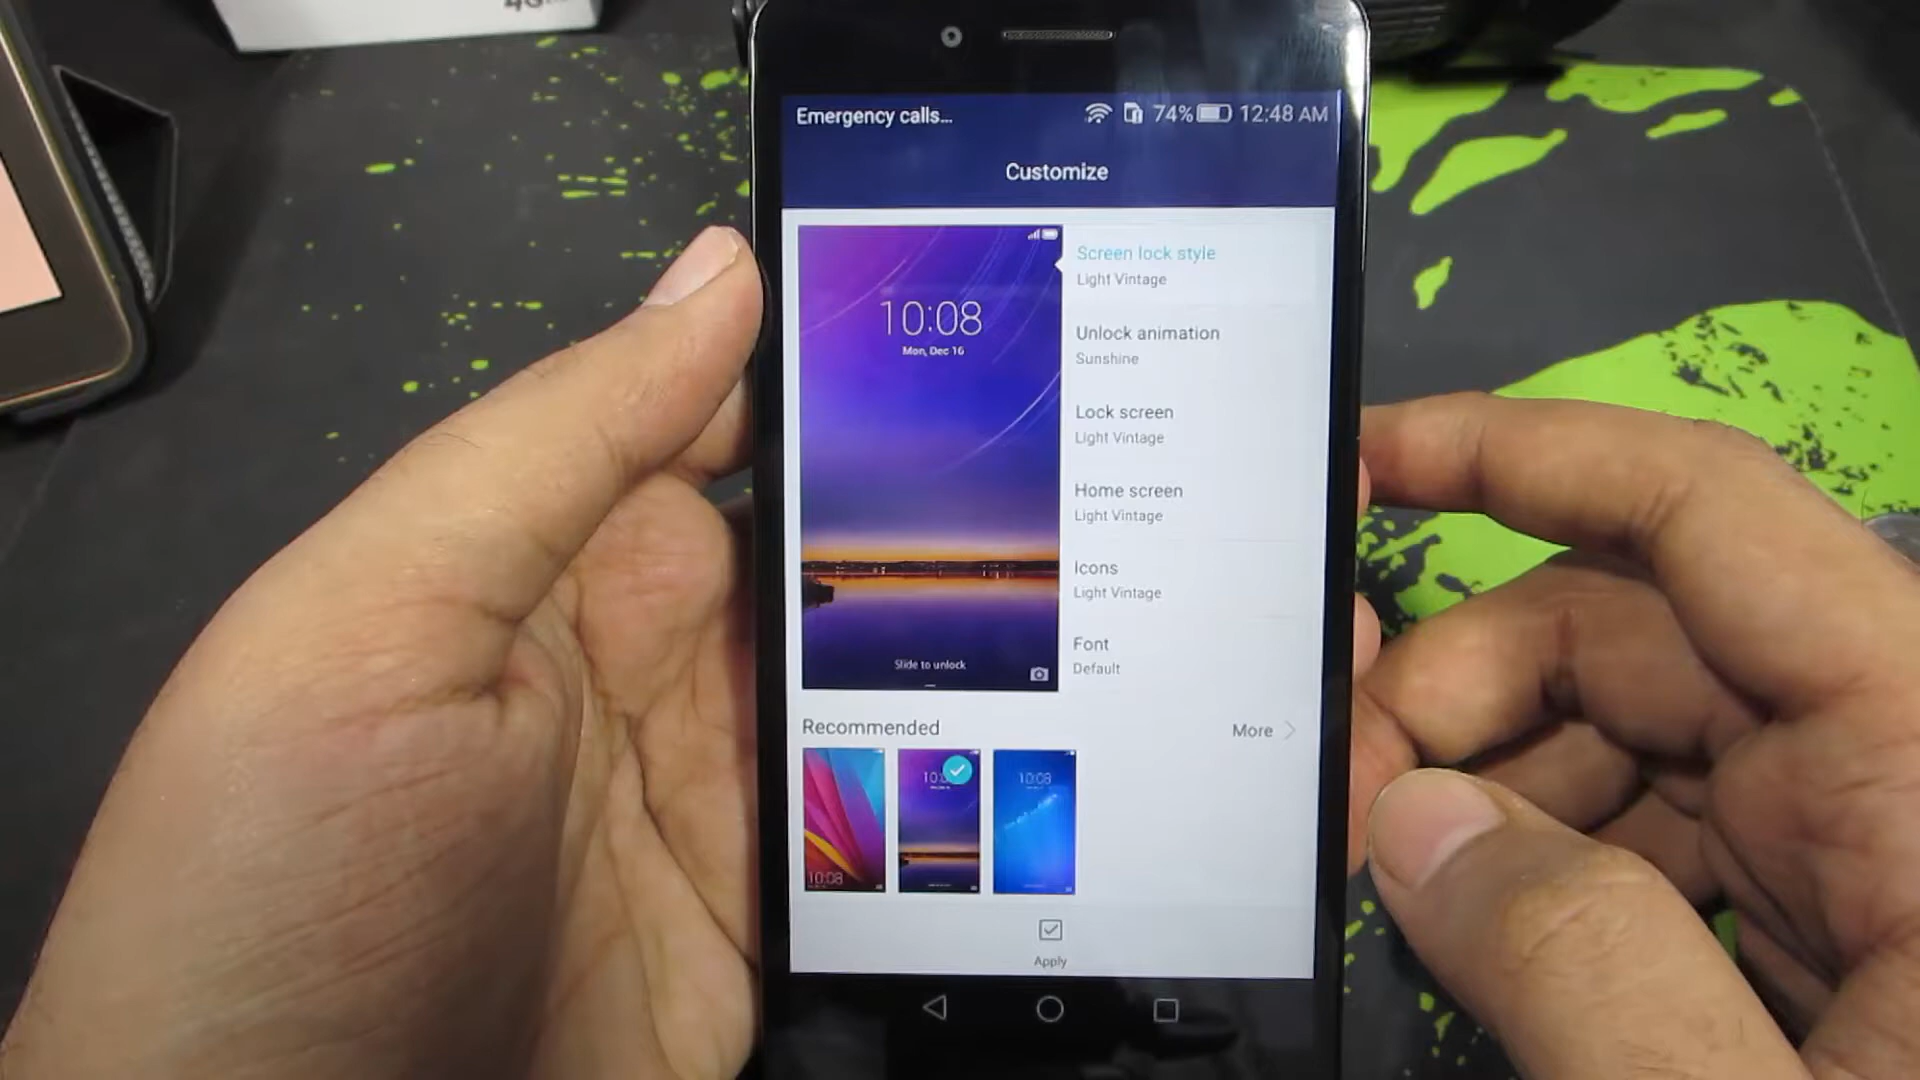 4G
Emergency calls... 74% 12:48 AM
Customize
10:08
Mon, Dec 16
Slide to unlock
Screen lock style
Light Vintage
Unlock animation
Sunshine
Lock screen
Light Vintage
Home screen
Light Vintage
Icons
Light Vintage
Font
Default
Recommended More
10:08
10:08
Apply